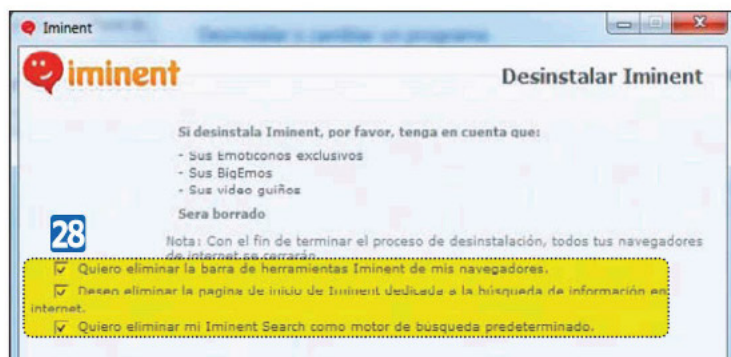 Iminent
iminent
Desinstalar Iminent
Si desinstala Iminent, por favor, tenga en cuenta que:
- Sus Emoticonos exclusivos
- Sus BigEmos
- Sus video guiños
Sera borrado
28
Nota: Con el fin de terminar el proceso de desinstalación, todos tus navegadores
de internet se cerrarán
Quiero eliminar la barra de herramientas Iminent de mis navegadores.
Deseo eliminar la pagina de inicio de Iminent dedicada a la búsqueda de información en
internet.
Quiero eliminar mi Iminent Search como motor de búsqueda predeterminado.